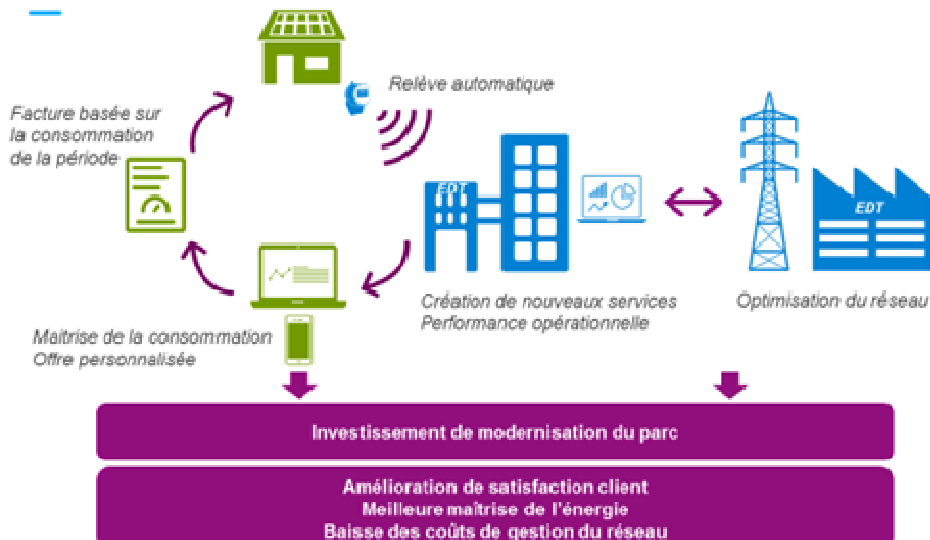 Relève automatique
Facture basée sur
la consommation
de la période
EDT
EDT
Création de nouveaux services
Performance opérationnelle
Optimisation du réseau
Maîtrise de la consommation
Offre personnalisée
Investissement de modernisation du parc
Amélioration de satisfaction client
Meilleure maîtrise de l'énergie
Baisse des coûts de gestion du réseau